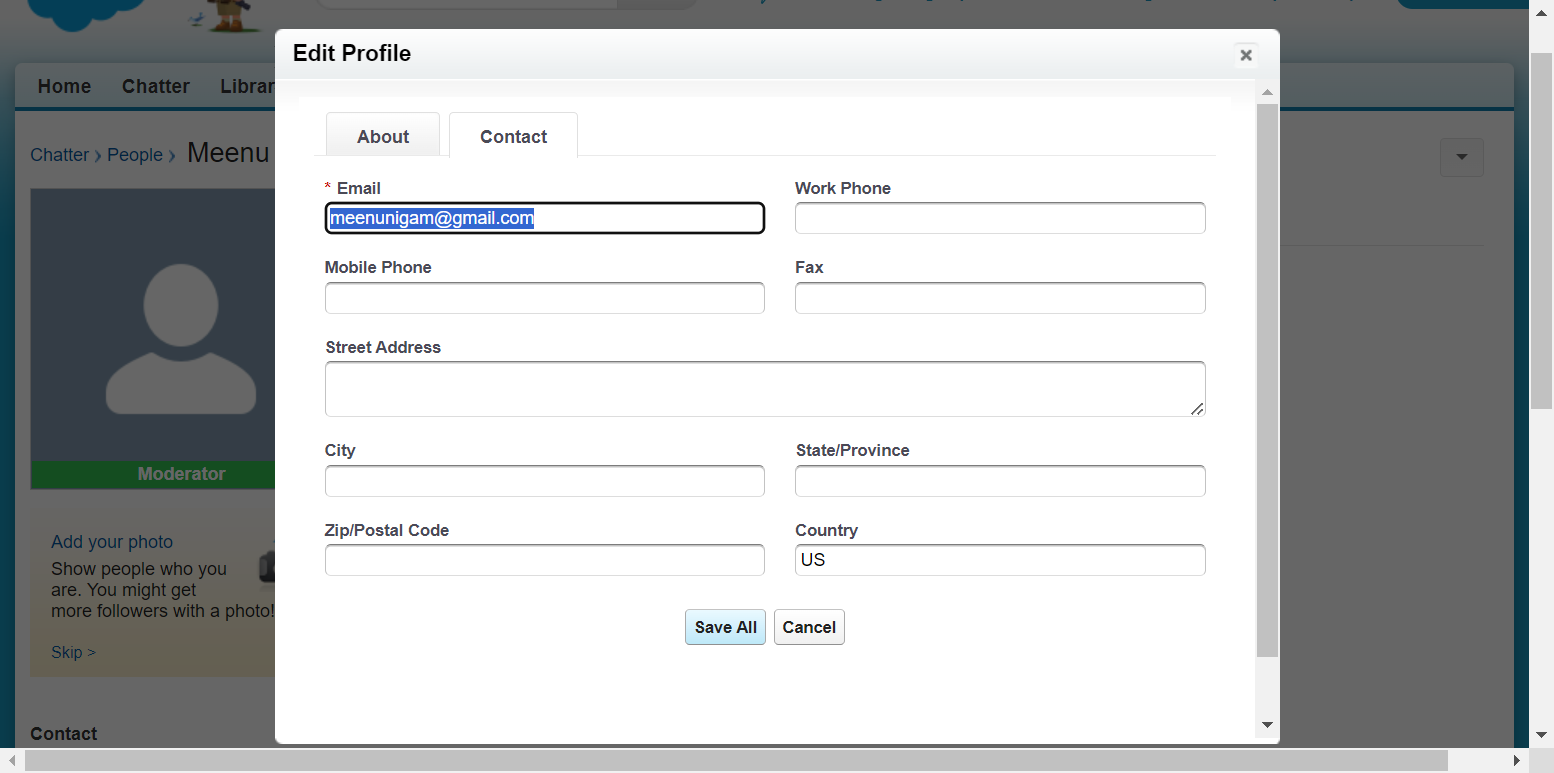 Edit Profile
Home Chatter Librar
Chatter › People › Meenu
About Contact
* Email Work Phone
meenunigam@gmail.com
Mobile Phone Fax
Street Address
City State/Province
Moderator
Zip/Postal Code Country
US
Add your photo
Show people who you
are. You might get
more followers with a photo!
Save All Cancel
Skip >
Contact